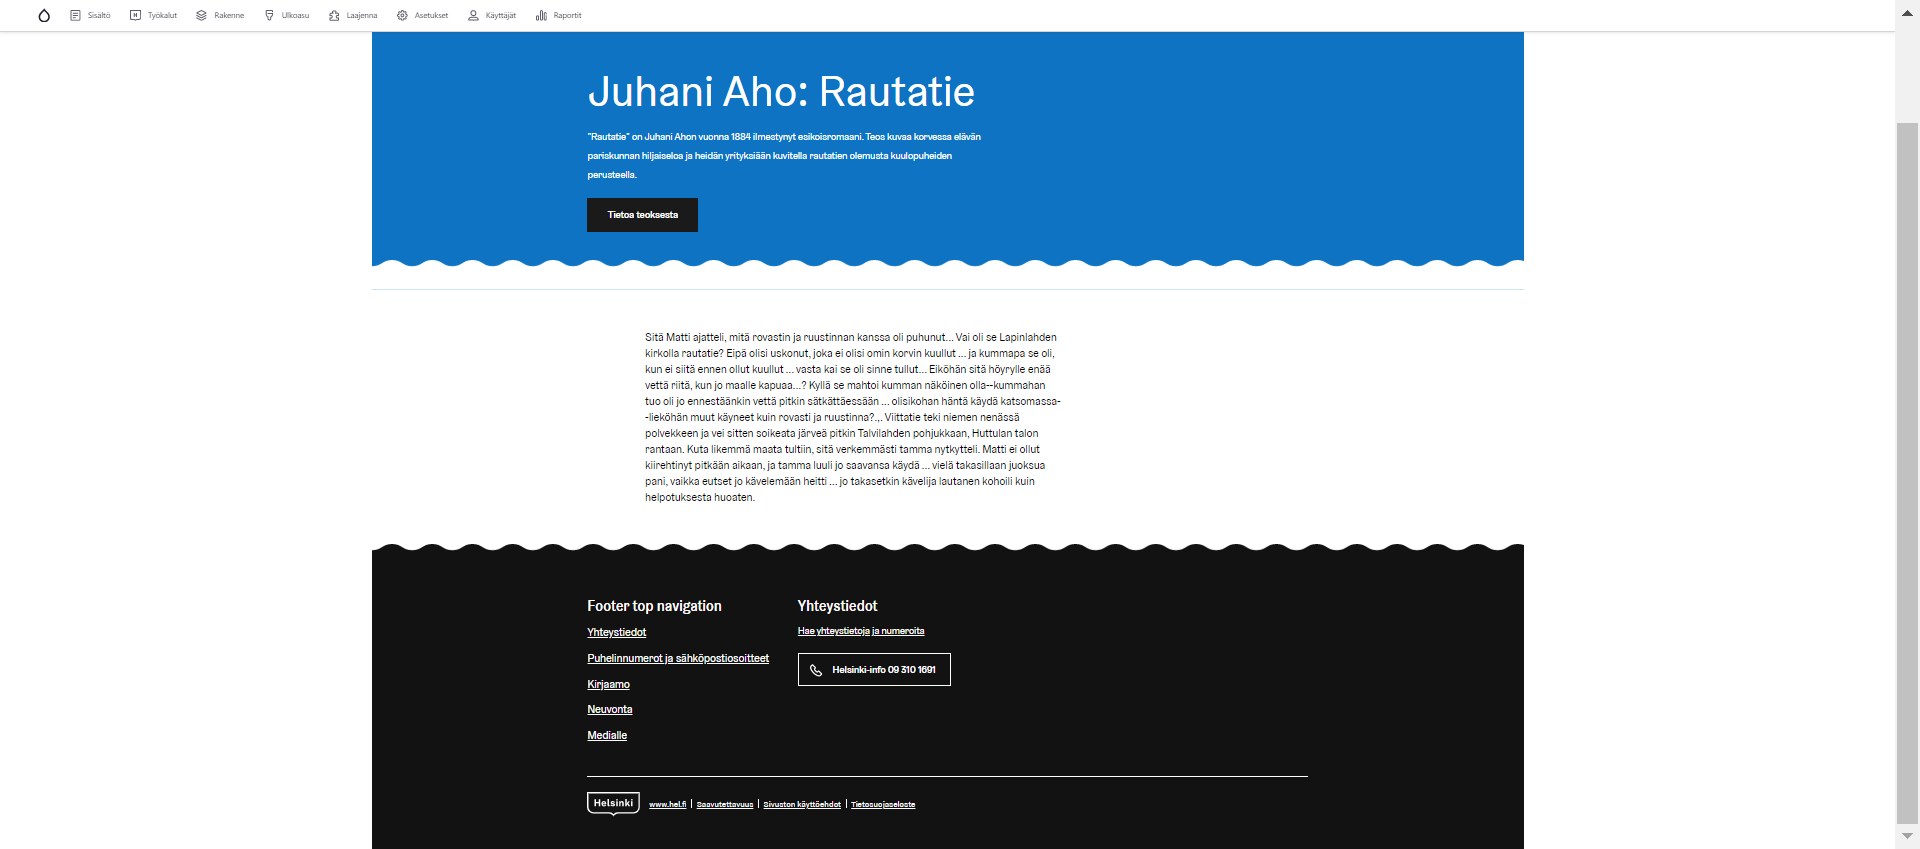 Sisältö Työkalut Rakenne Ulkoasu Laajenna Asetukset Käyttäjät Raportit
Juhani Aho: Rautatie
"Rautatie" on Juhani Ahon vuonna 1884 ilmestynyt esikoisromaani. Teos kuvaa korvessa elävän
pariskunnan hiljaiseloa ja heidän yrityksiään kuvitella rautatien olemusta kuulopuheiden
perusteella.
Tietoa teoksesta
Sitä Matti ajatteli, mitä rovastin ja ruustinnan kanssa oli puhunut... Vai oli se Lapinlahden
kirkolla rautatie? Eipä olisi uskonut, joka ei olisi omin korvin kuullut ... ja kummapa se oli,
kun ei siitä ennen ollut kuullut ... vasta kai se oli sinne tullut... Eiköhän sitä höyrylle enää
vettä riitä, kun jo maalle kapuaa...? Kyllä se mahtoi kumman näköinen olla--kummahan
tuo oli jo ennestäänkin vettä pitkin sätkättäessään ... olisikohan häntä käydä katsomassa-
-lieköhän muut käyneet kuin rovasti ja ruustinna?.,. Viittatie teki niemen nenässä
polvekkeen ja vei sitten soikeata järveä pitkin Talvilahden pohjukkaan, Huttulan talon
rantaan. Kuta likemmä maata tultiin, sitä verkemmästi tamma nytkytteli. Matti ei ollut
kiirehtinyt pitkään aikaan, ja tamma luuli jo saavansa käydä ... vielä takasillaan juoksua
pani, vaikka eutset jo kävelemään heitti ... jo takasetkin kävelijä lautanen kohoili kuin
helpotuksesta huoaten.
Footer top navigation
Yhteystiedot
Puhelinnumerot ja sähköpostiosoitteet
Kirjaamo
Neuvonta
Medialle
Yhteystiedot
Hae yhteystietoja ja numeroita
Helsinki-info 09 310 1691
Helsinki www.hel.fi | Saavutettavuus | Sivuston käyttöehdot | Tietosuojaseloste